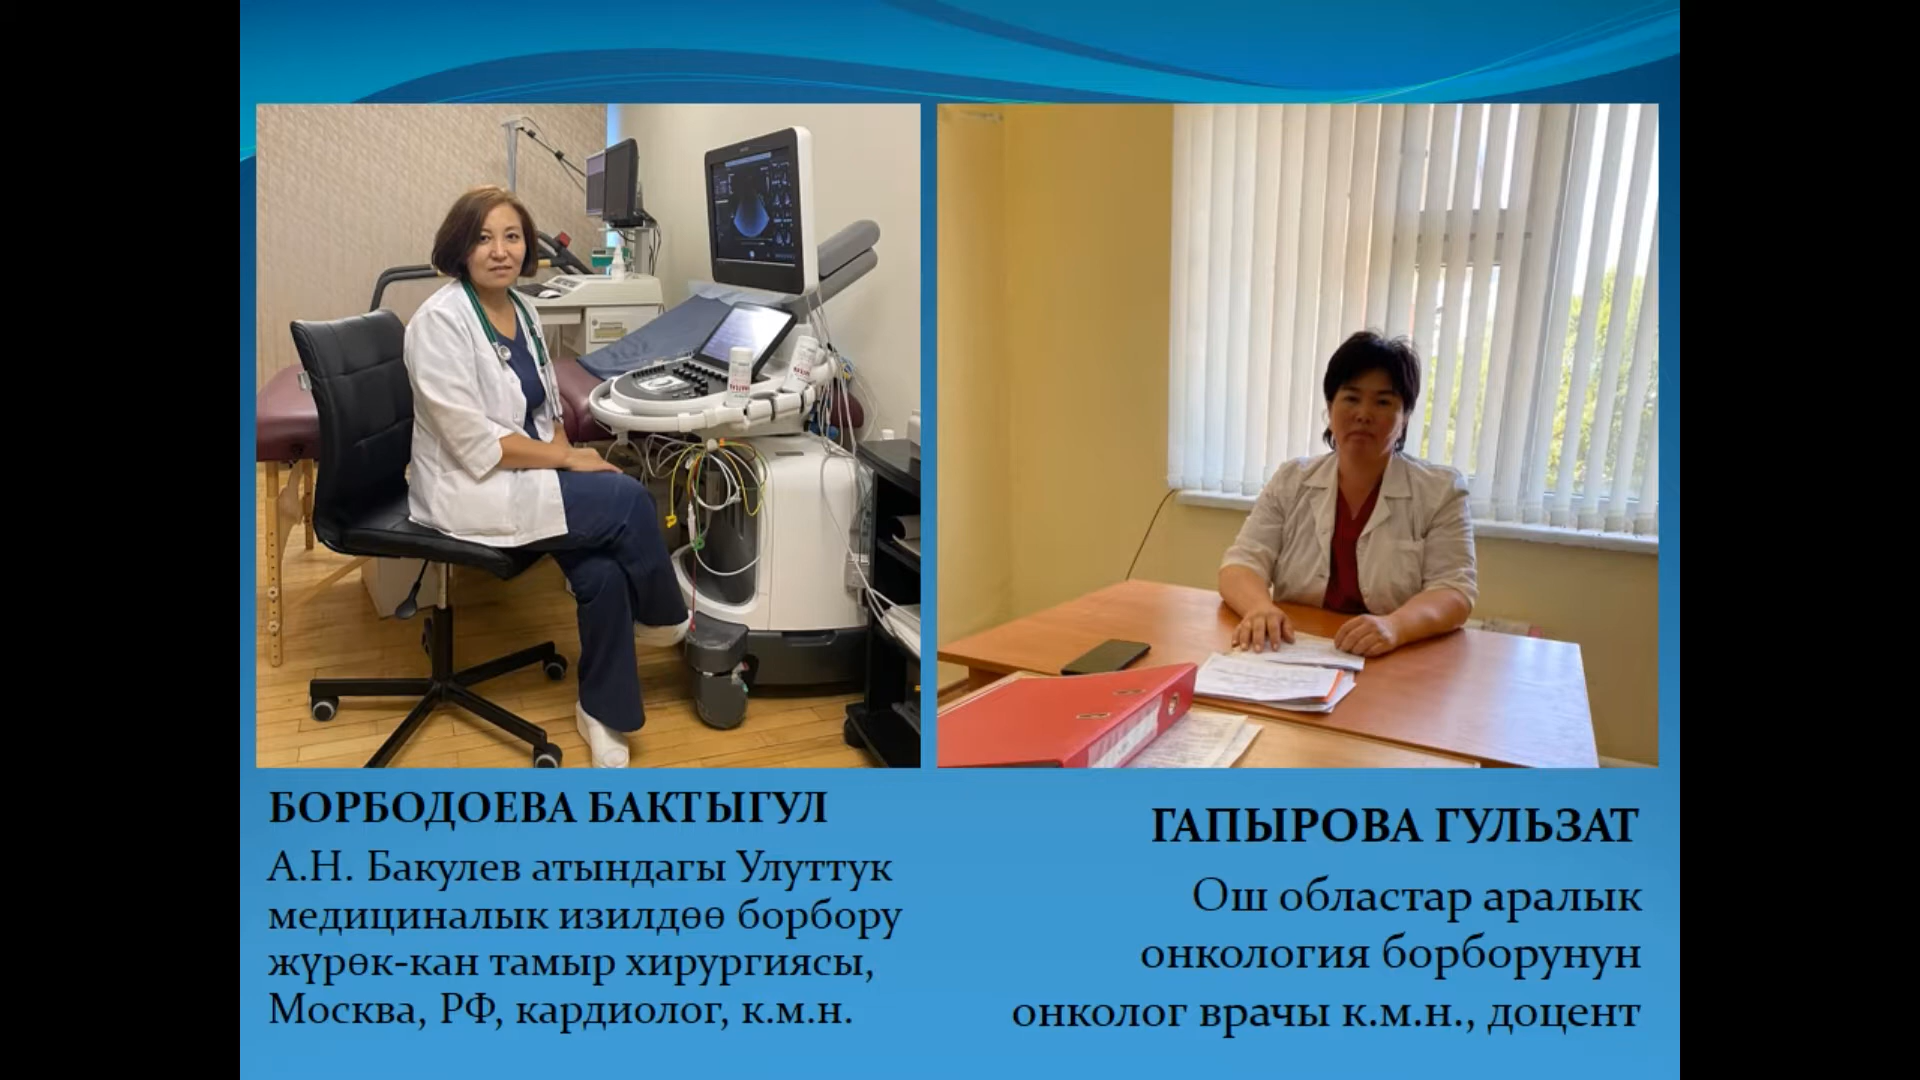 БОРБОДОЕВА БАКТЫГУЛ
А.Н. Бакулев атындагы Улуттук
медициналык изилдөө борбору
жүрөк-кан тамыр хирургиясы,
Москва, РФ, кардиолог, к.м.н.
ГАПЫРОВА ГУЛЬЗАТ
Ош областар аралык
онкология борборунун
онколог врачы к.м.н., доцент